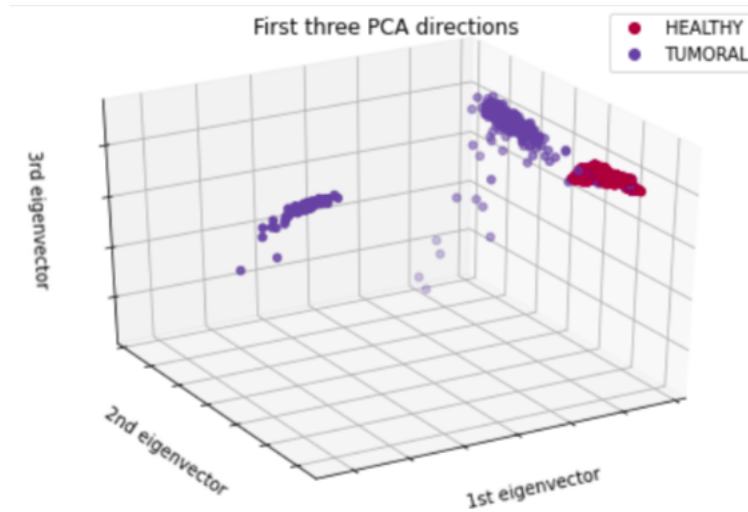 First three PCA directions
HEALTHY
TUMORAL
3rd eigenvector
2nd eigenvector
1st eigenvector